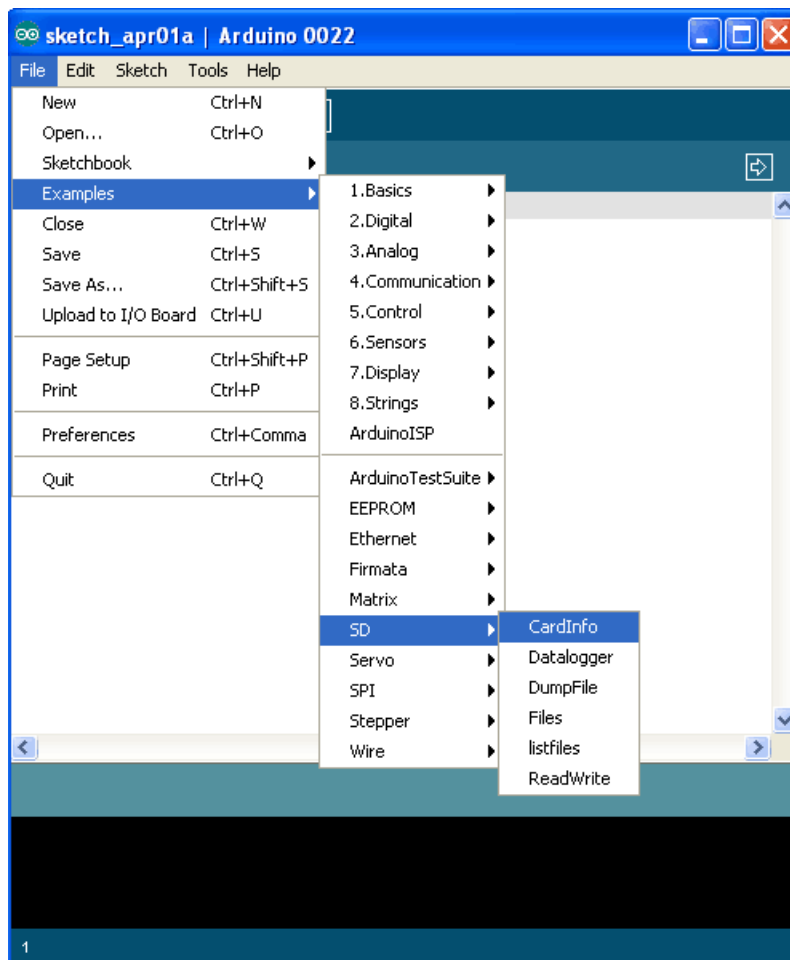 sketch_apr01a | Arduino 0022
File Edit Sketch Tools Help
New Ctrl+N
Open... Ctrl+O
Sketchbook
Examples
Close Ctrl+W
Save Ctrl+S
Save As... Ctrl+Shift+S
Upload to I/O Board Ctrl+U
Page Setup Ctrl+Shift+P
Print Ctrl+P
Preferences Ctrl+Comma
Quit Ctrl+Q
1.Basics
2.Digital
3.Analog
4.Communication
5.Control
6.Sensors
7.Display
8.Strings
ArduinoISP
ArduinoTestSuite
EEPROM
Ethernet
Firmata
Matrix
SD
Servo
SPI
Stepper
Wire
CardInfo
Datalogger
DumpFile
Files
listfiles
ReadWrite
1